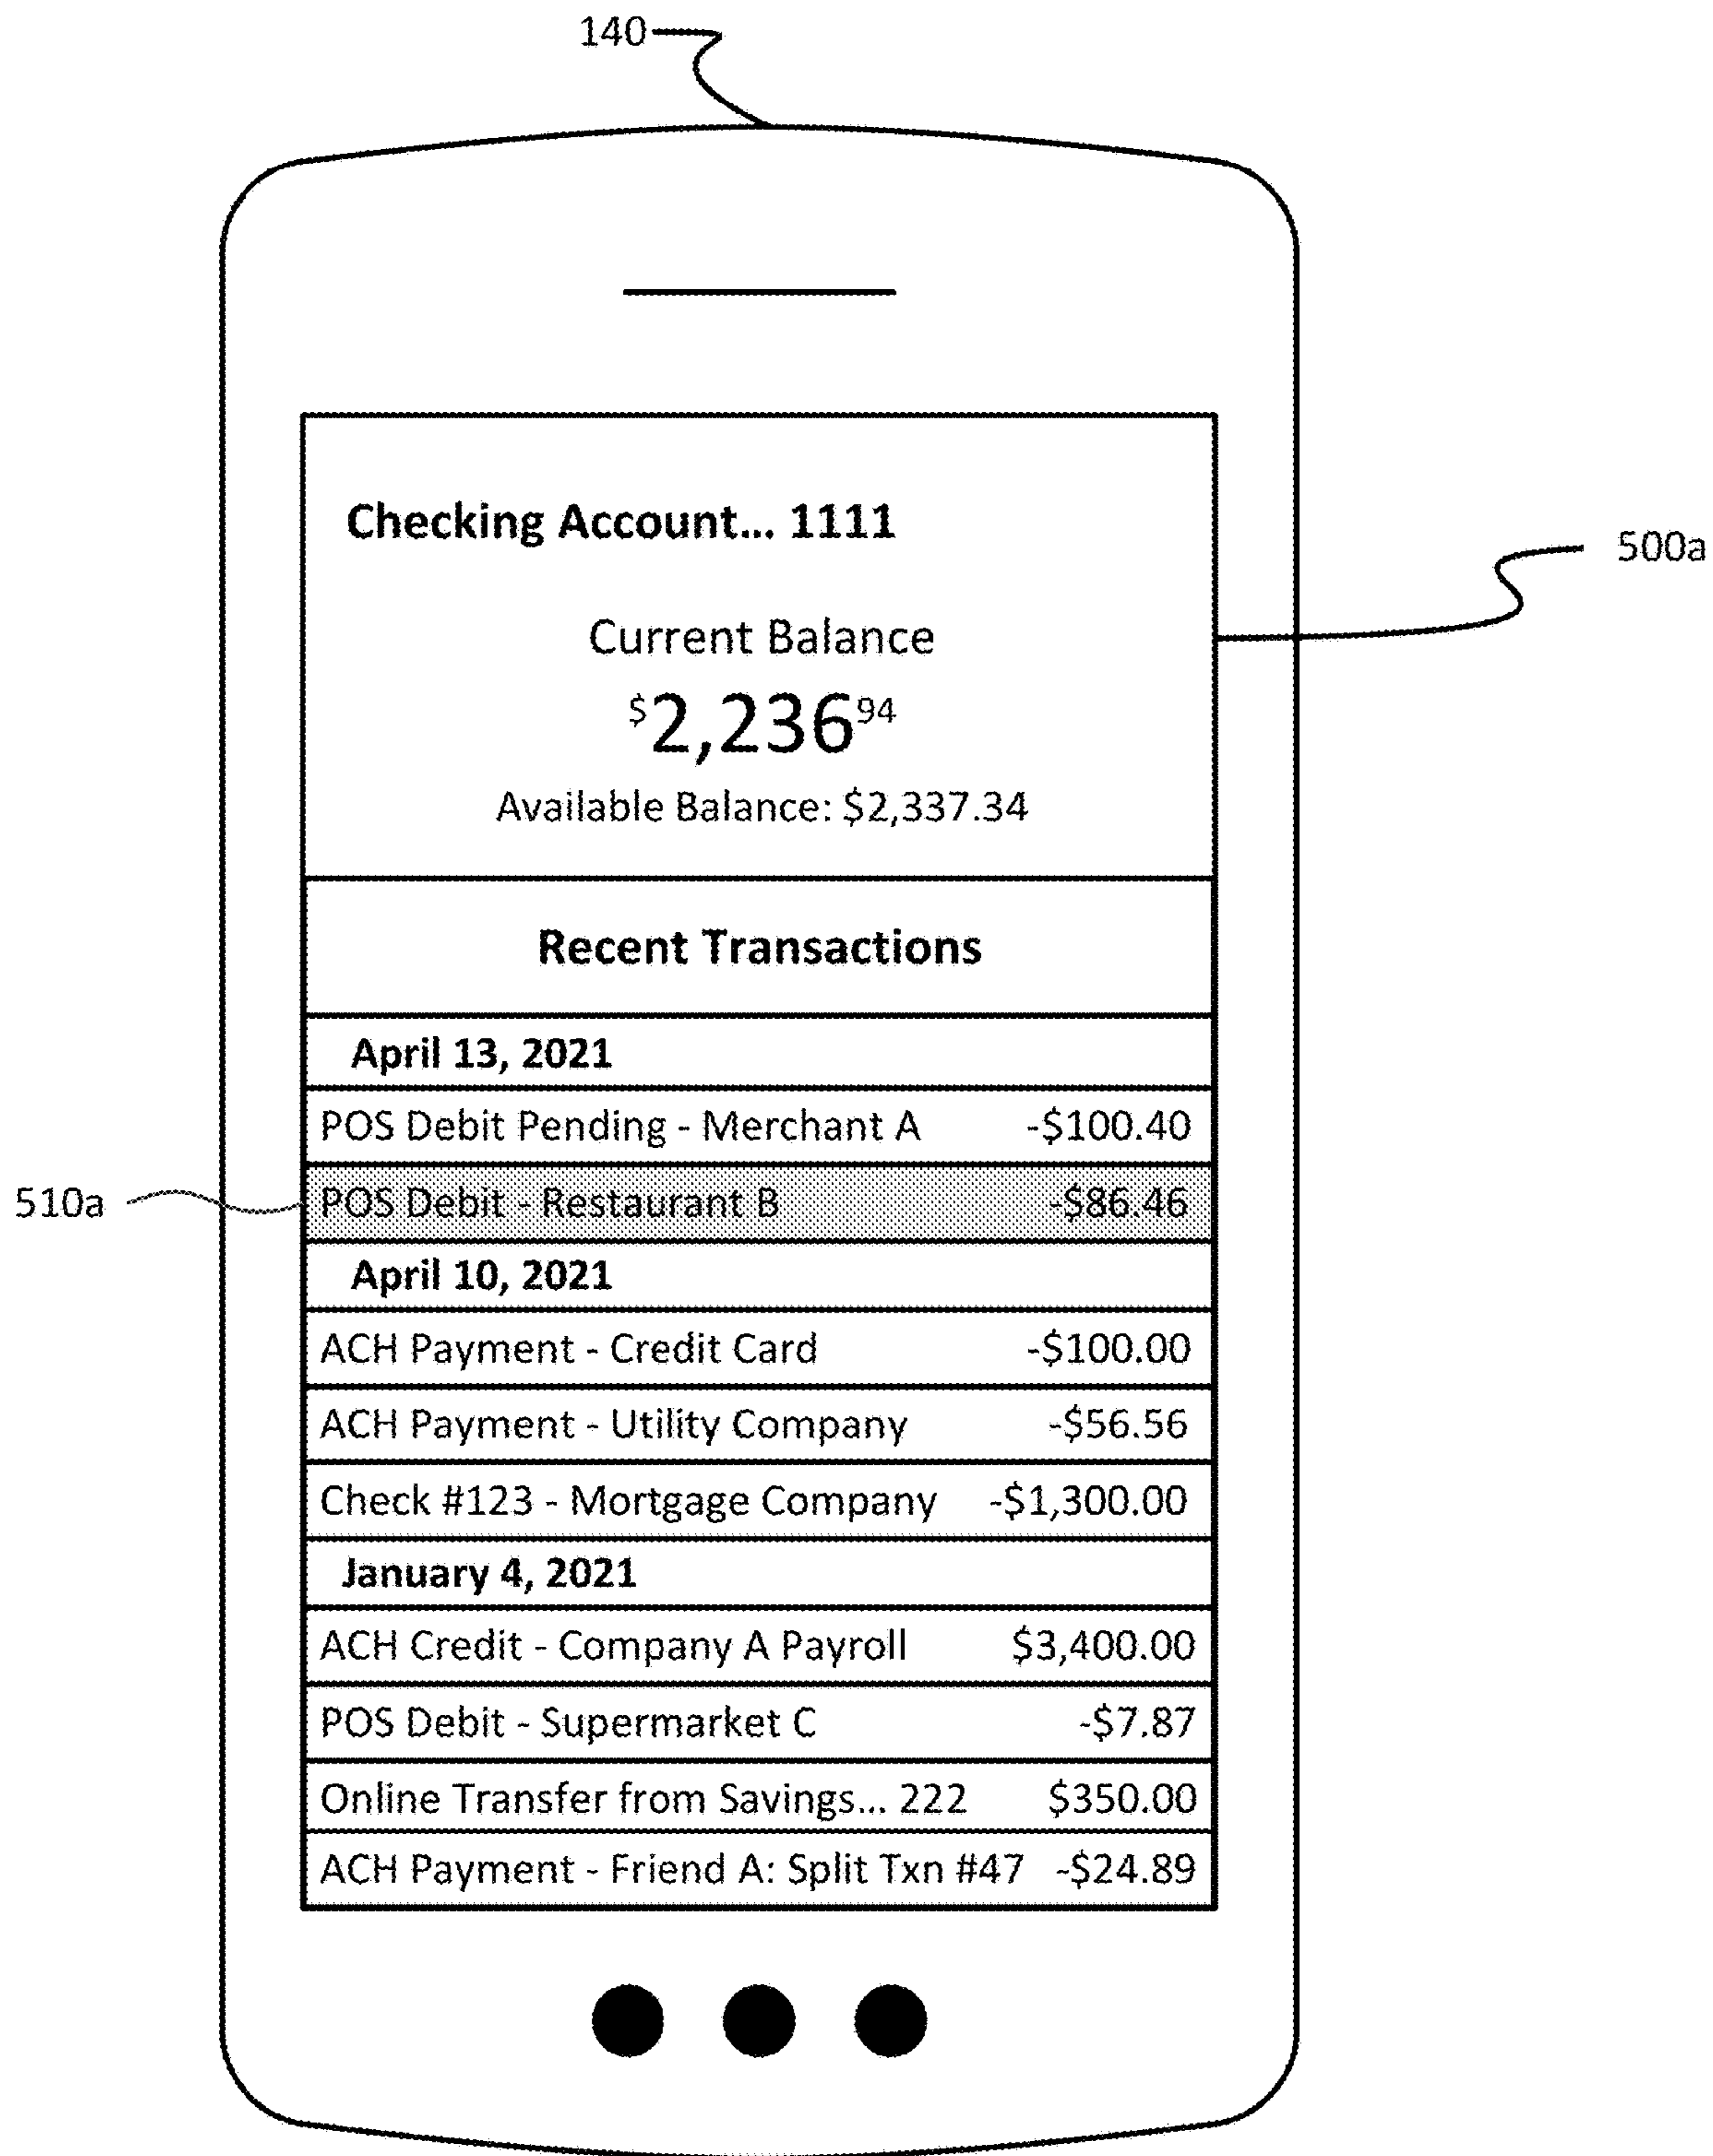 140
Checking Account... 1111
500a
Current Balance
$2,236 94
Available Balance: $2,337.34
Recent Transactions
April 13, 2021
POS Debit Pending - Merchant A -$100.40
510a POS Debit - Restaurant B -$86.46
April 10, 2021
ACH Payment - Credit Card -$100.00
ACH Payment - Utility Company -$56.56
Check #123 - Mortgage Company -$1,300.00
January 4, 2021
ACH Credit - Company A Payroll $3,400.00
POS Debit - Supermarket C -$7.87
Online Transfer from Savings... 222 $350.00
ACH Payment - Friend A: Split Txn #47 -$24.89